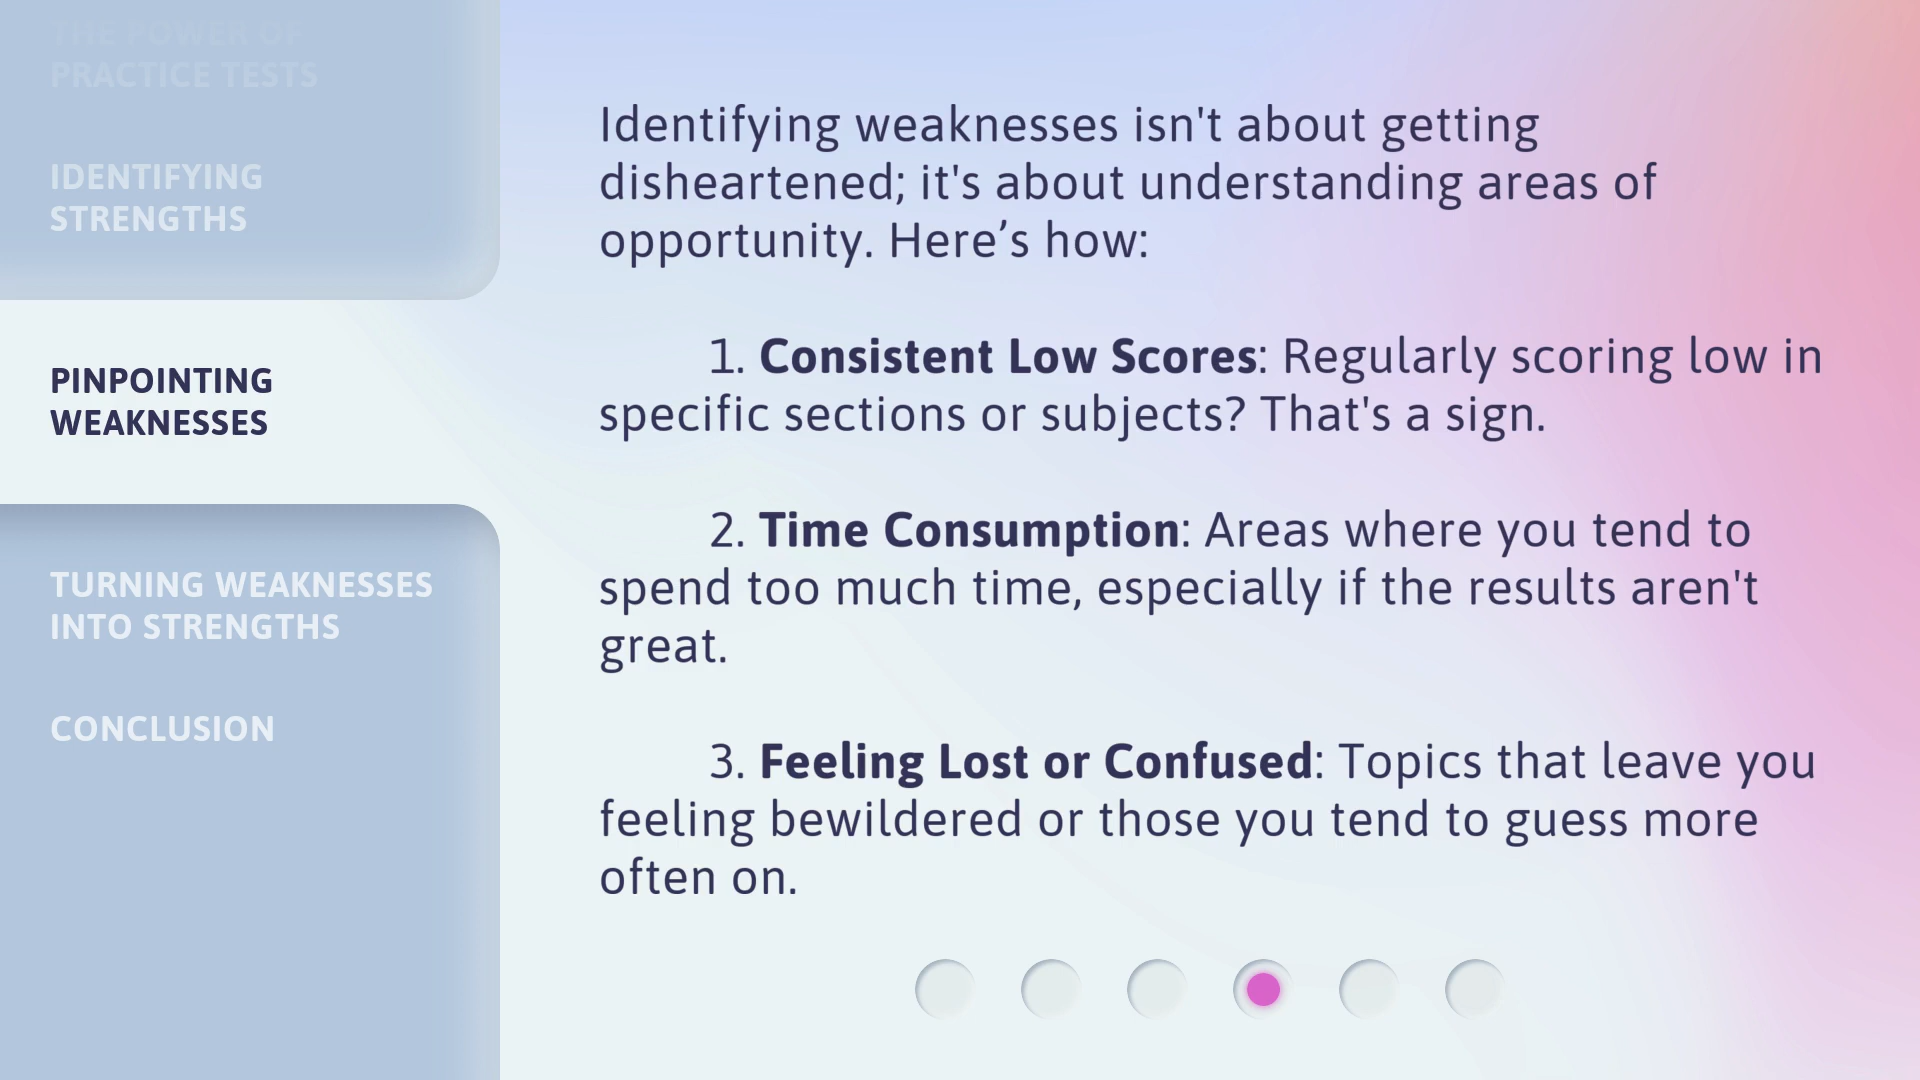 THE POWER OF
PRACTICE TESTS
IDENTIFYING
STRENGTHS
PINPOINTING
WEAKNESSES
TURNING WEAKNESSES
INTO STRENGTHS
CONCLUSION
Identifying weaknesses isn't about getting
disheartened; it's about understanding areas of
opportunity. Here’s how:
1. Consistent Low Scores: Regularly scoring low in
specific sections or subjects? That's a sign.
2. Time Consumption: Areas where you tend to
spend too much time, especially if the results aren't
great.
3. Feeling Lost or Confused: Topics that leave you
feeling bewildered or those you tend to guess more
often on.